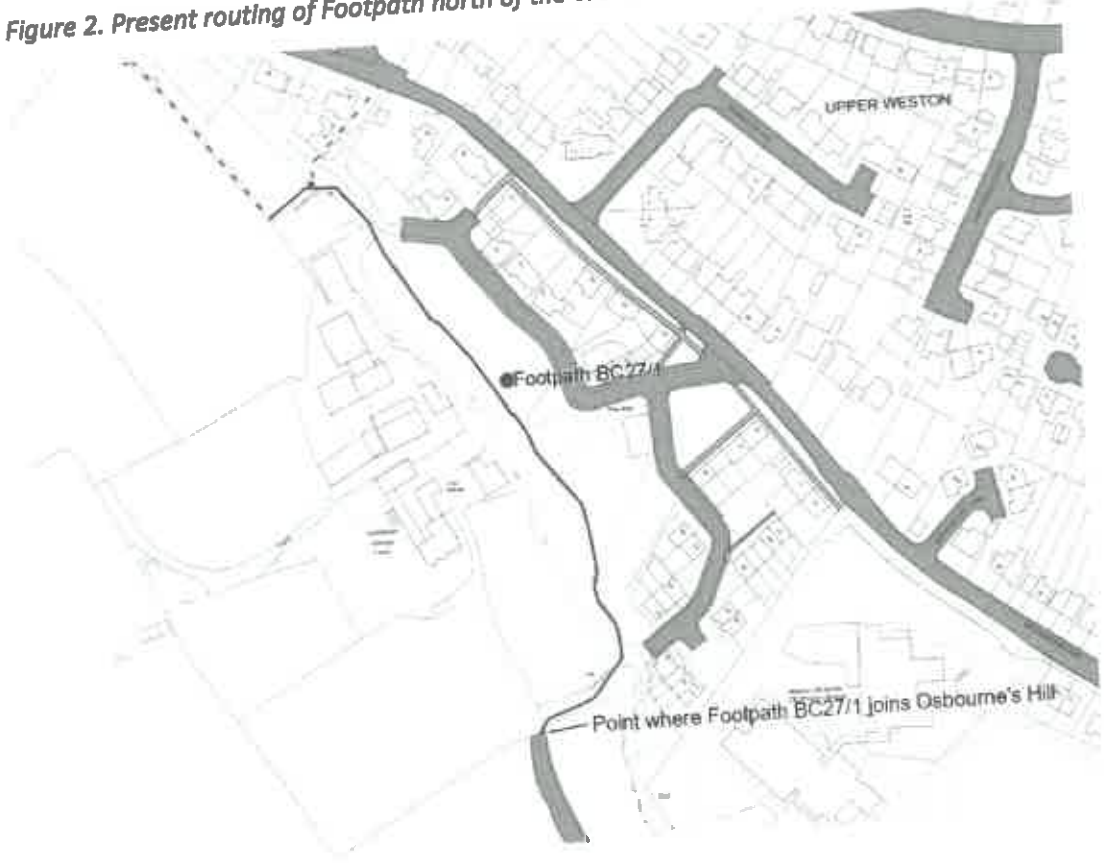 Figure 2. Present routing of Footpath north of the
UPPER WESTON
Footpath BC27/1
Point where Footpath BC27/1 joins Osbourne's Hill